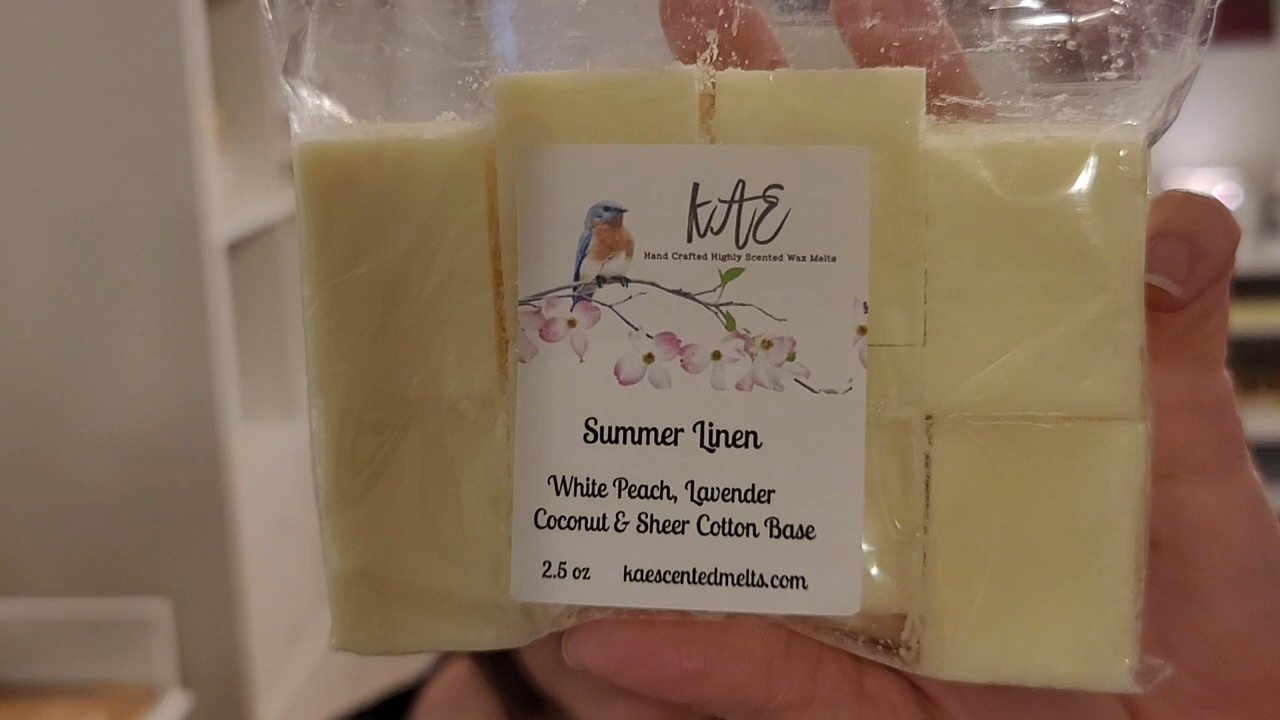 KAE
Hand Crafted Highly Scented Wax Melts
Summer Linen
White Peach, Lavender
Coconut & Sheer Cotton Base
2.5 oz kaescentedmelts.com